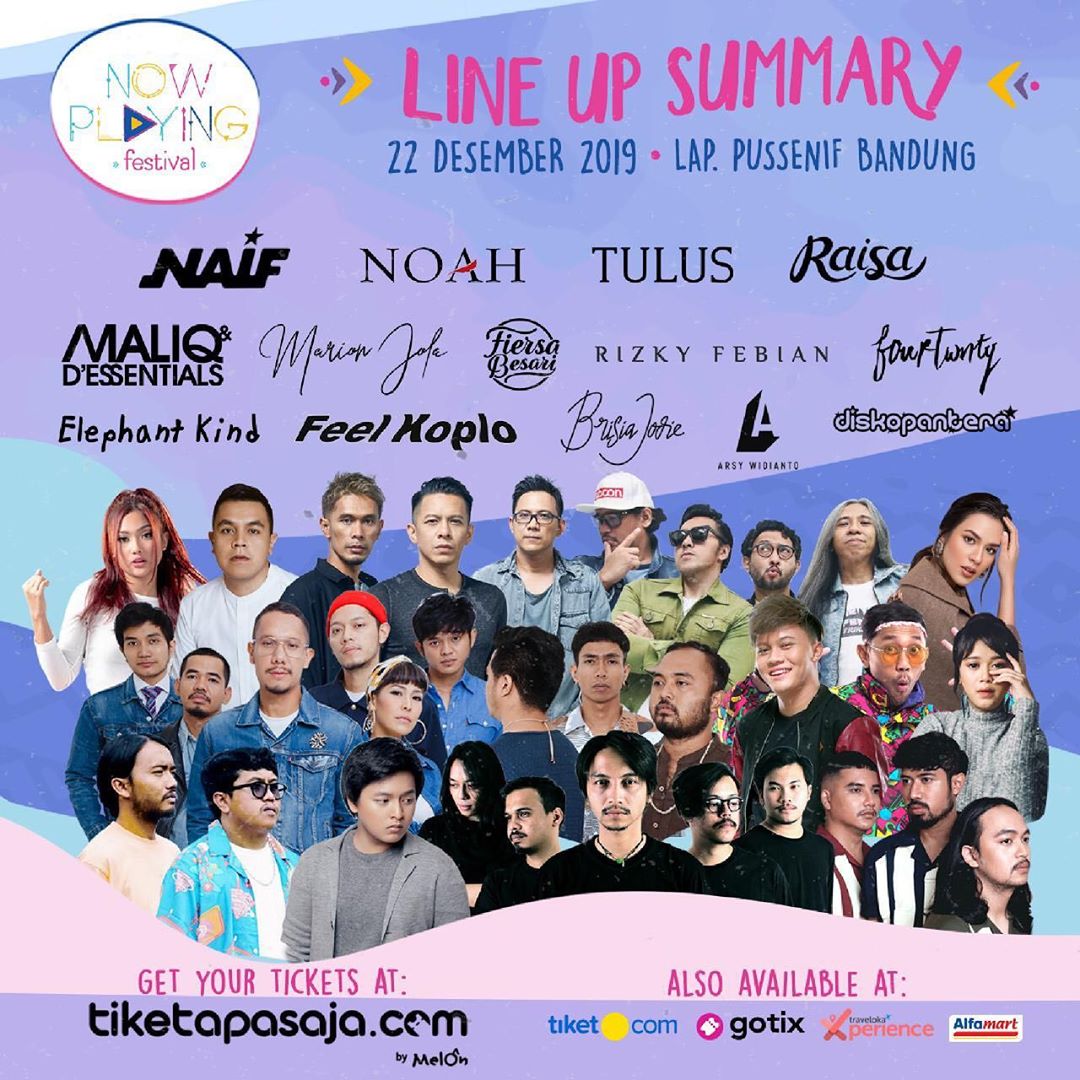 NOW
PLAYING
festival
LINE UP SUMMARY
22 DESEMBER 2019 • LAP. PUSSENIF BANDUNG
NAIF NOAH TULUS Raisa
MALIQ & D'ESSENTIALS Marion Jola Fiersa Besari RIZKY FEBIAN fourtwnty
Elephant Kind Feel Koplo Brisia Jodie ARSY WIDIANTO diskopantera
GET YOUR TICKETS AT:
tiketapasaja.com
by Melon
ALSO AVAILABLE AT:
tiket.com gotix traveloka Xperience Alfamart